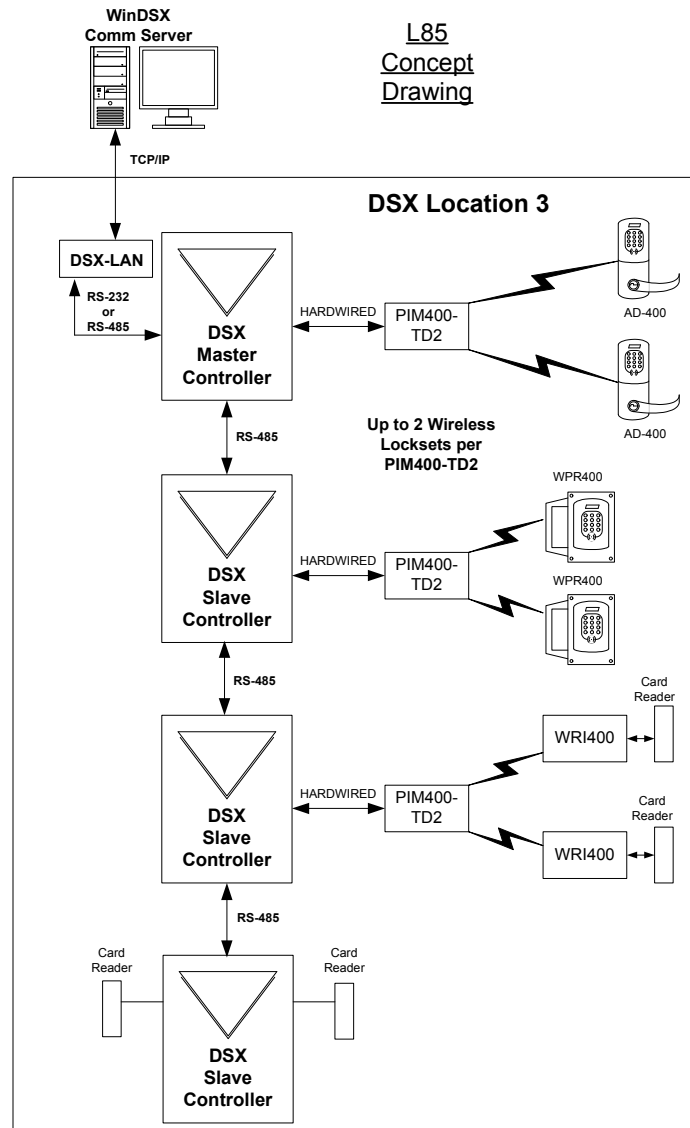 WinDSX
Comm Server
L85
Concept
Drawing
TCP/IP
DSX Location 3
DSX-LAN
RS-232
or
RS-485
DSX
Master
Controller
HARDWIRED
PIM400-
TD2
AD-400
AD-400
RS-485
Up to 2 Wireless
Locksets per
PIM400-TD2
DSX
Slave
Controller
HARDWIRED
PIM400-
TD2
WPR400
WPR400
RS-485
DSX
Slave
Controller
HARDWIRED
PIM400-
TD2
WRI400
Card
Reader
WRI400
Card
Reader
RS-485
Card
Reader
DSX
Slave
Controller
Card
Reader